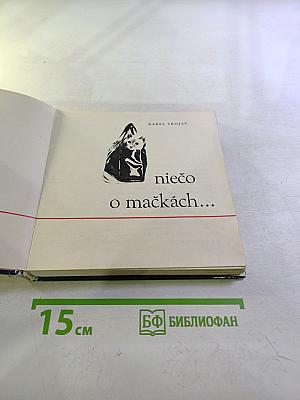 KAREL TROJAN
niečo
o mačkách...
15 см
БФ БИБЛИОФАН